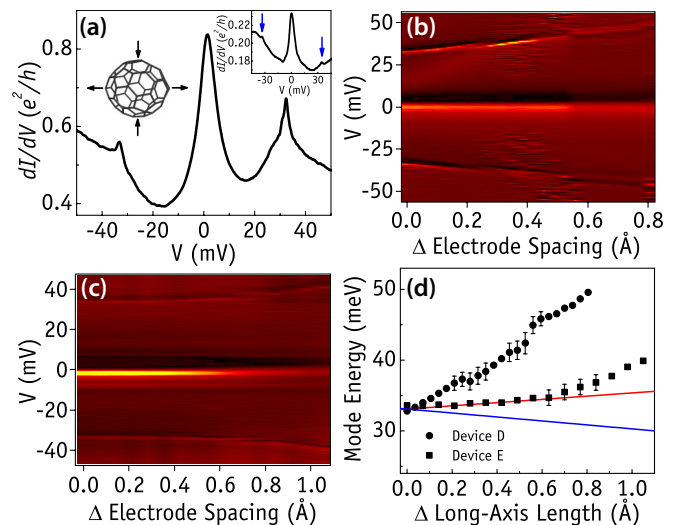 (a)
dI/dV (e²/h)
0.8
0.6
0.4
-40 -20 0 20 40
V (mV)
dI/dV (e²/h)
0.24
0.21
0.18
-30 0 30
V (mV)
(b)
V (mV)
50
25
0
-25
-50
0.0 0.2 0.4 0.6 0.8
Δ Electrode Spacing (Å)
(c)
V (mV)
40
20
0
-20
-40
0.0 0.2 0.4 0.6 0.8 1.0
Δ Electrode Spacing (Å)
(d)
Mode Energy (meV)
50
40
30
Device D
Device E
0.0 0.2 0.4 0.6 0.8 1.0
Δ Long-Axis Length (Å)